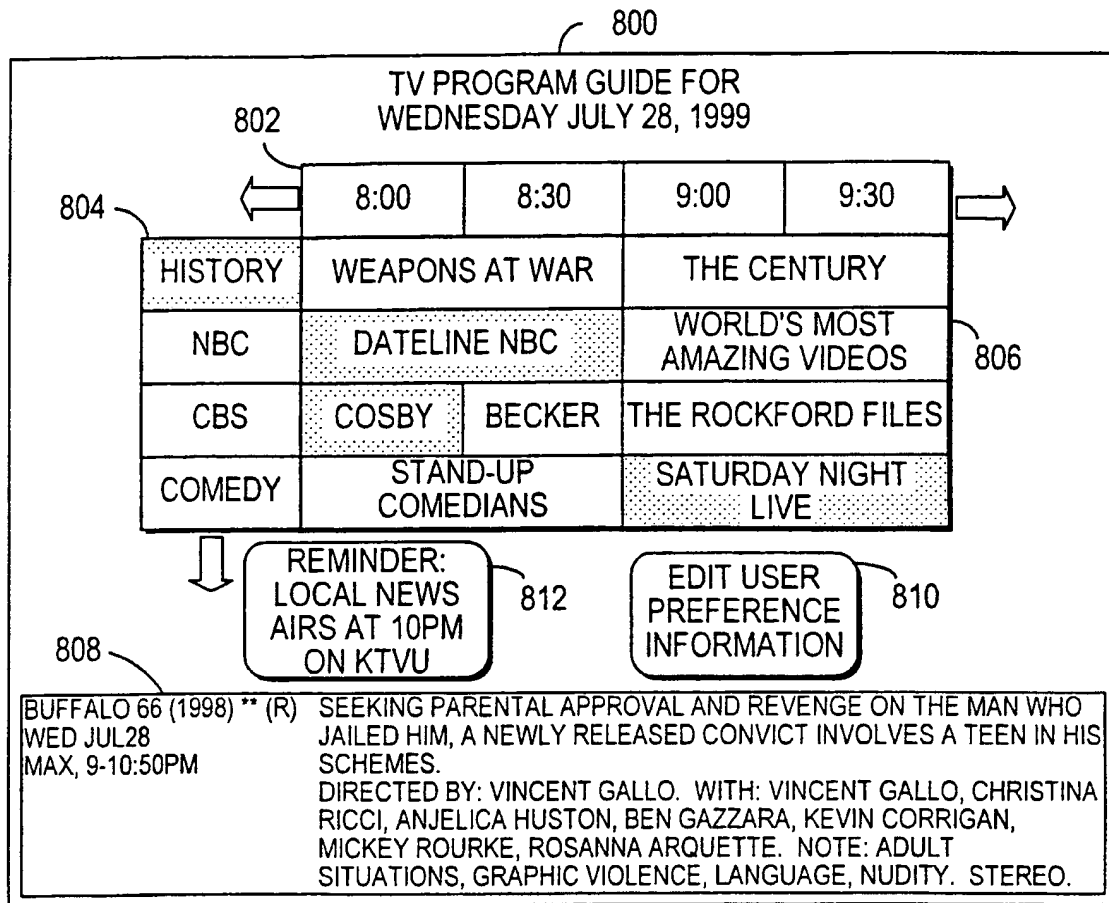 800
TV PROGRAM GUIDE FOR
WEDNESDAY JULY 28, 1999
802
8:00 8:30 9:00 9:30
804
HISTORY WEAPONS AT WAR THE CENTURY
NBC DATELINE NBC WORLD'S MOST
AMAZING VIDEOS
806
CBS COSBY BECKER THE ROCKFORD FILES
COMEDY STAND-UP
COMEDIANS
SATURDAY NIGHT
LIVE
REMINDER:
LOCAL NEWS
AIRS AT 10PM
ON KTVU
812
EDIT USER
PREFERENCE
INFORMATION
810
808
BUFFALO 66 (1998) ** (R)
WED JUL28
MAX, 9-10:50PM
SEEKING PARENTAL APPROVAL AND REVENGE ON THE MAN WHO
JAILED HIM, A NEWLY RELEASED CONVICT INVOLVES A TEEN IN HIS
SCHEMES.
DIRECTED BY: VINCENT GALLO. WITH: VINCENT GALLO, CHRISTINA
RICCI, ANJELICA HUSTON, BEN GAZZARA, KEVIN CORRIGAN,
MICKEY ROURKE, ROSANNA ARQUETTE. NOTE: ADULT
SITUATIONS, GRAPHIC VIOLENCE, LANGUAGE, NUDITY. STEREO.